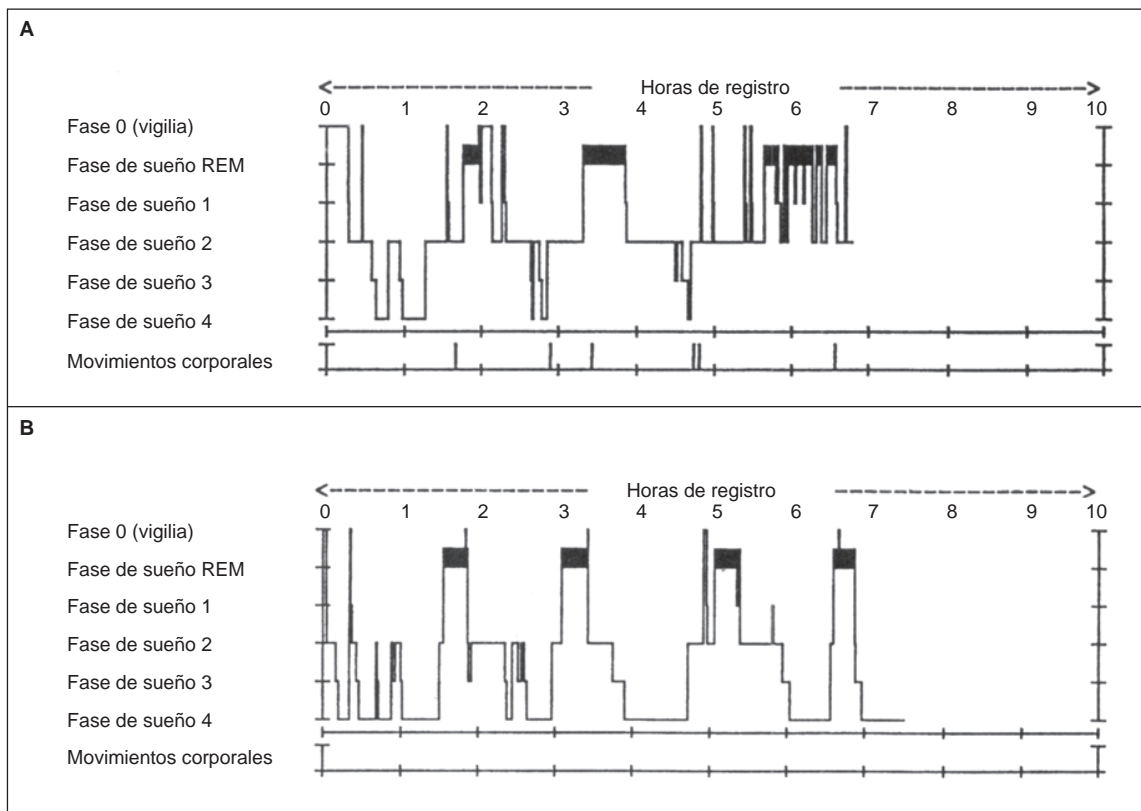 A
Horas de registro
0 1 2 3 4 5 6 7 8 9 10
Fase 0 (vigilia)
Fase de sueño REM
Fase de sueño 1
Fase de sueño 2
Fase de sueño 3
Fase de sueño 4
Movimientos corporales
B
Horas de registro
0 1 2 3 4 5 6 7 8 9 10
Fase 0 (vigilia)
Fase de sueño REM
Fase de sueño 1
Fase de sueño 2
Fase de sueño 3
Fase de sueño 4
Movimientos corporales